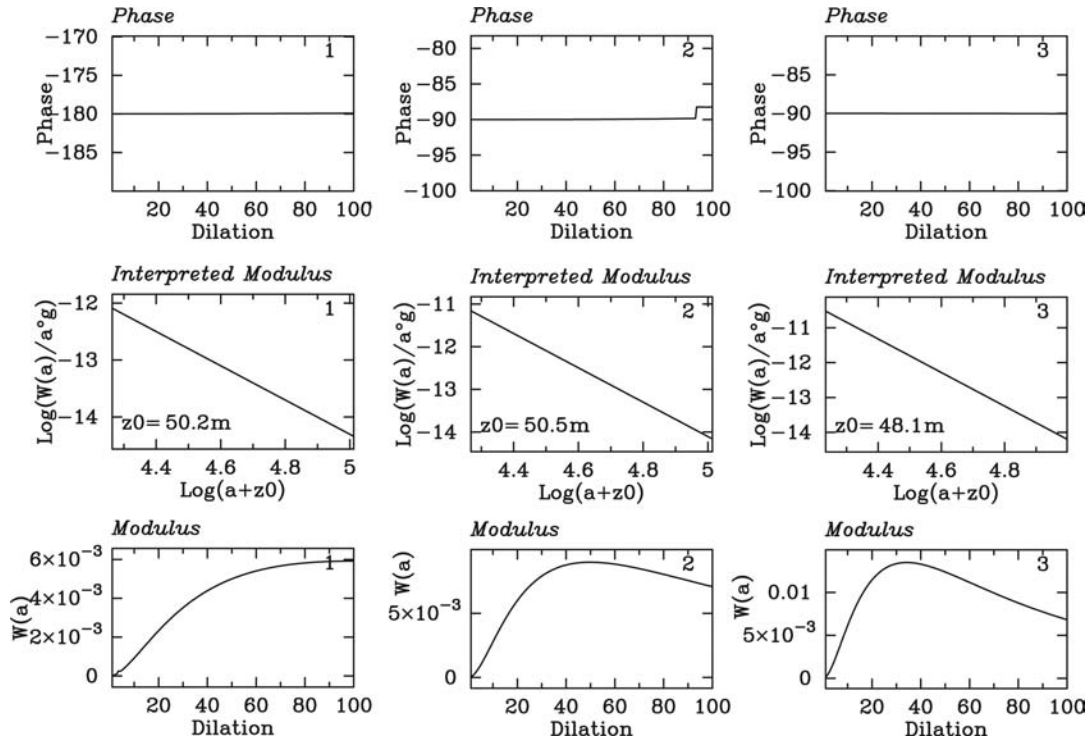 Phase
Phase
Phase
−170
−175
−180
−185
Phase
1
20 40 60 80 100
Dilation
−80
−85
−90
−95
−100
Phase
2
20 40 60 80 100
Dilation
−85
−90
−95
−100
Phase
3
20 40 60 80 100
Dilation
Interpreted Modulus
Interpreted Modulus
Interpreted Modulus
−12
−13
−14
Log(W(a)/a°g)
1
z0= 50.2m
4.4 4.6 4.8 5
Log(a+z0)
−11
−12
−13
−14
Log(W(a)/a°g)
2
z0= 50.5m
4.4 4.6 4.8 5
Log(a+z0)
−11
−12
−13
−14
Log(W(a)/a°g)
3
z0= 48.1m
4.4 4.6 4.8
Log(a+z0)
Modulus
Modulus
Modulus
6×10−3
4×10−3
2×10−3
0
W(a)
1
20 40 60 80 100
Dilation
5×10−3
0
W(a)
2
20 40 60 80 100
Dilation
0.01
5×10−3
0
W(a)
3
20 40 60 80 100
Dilation